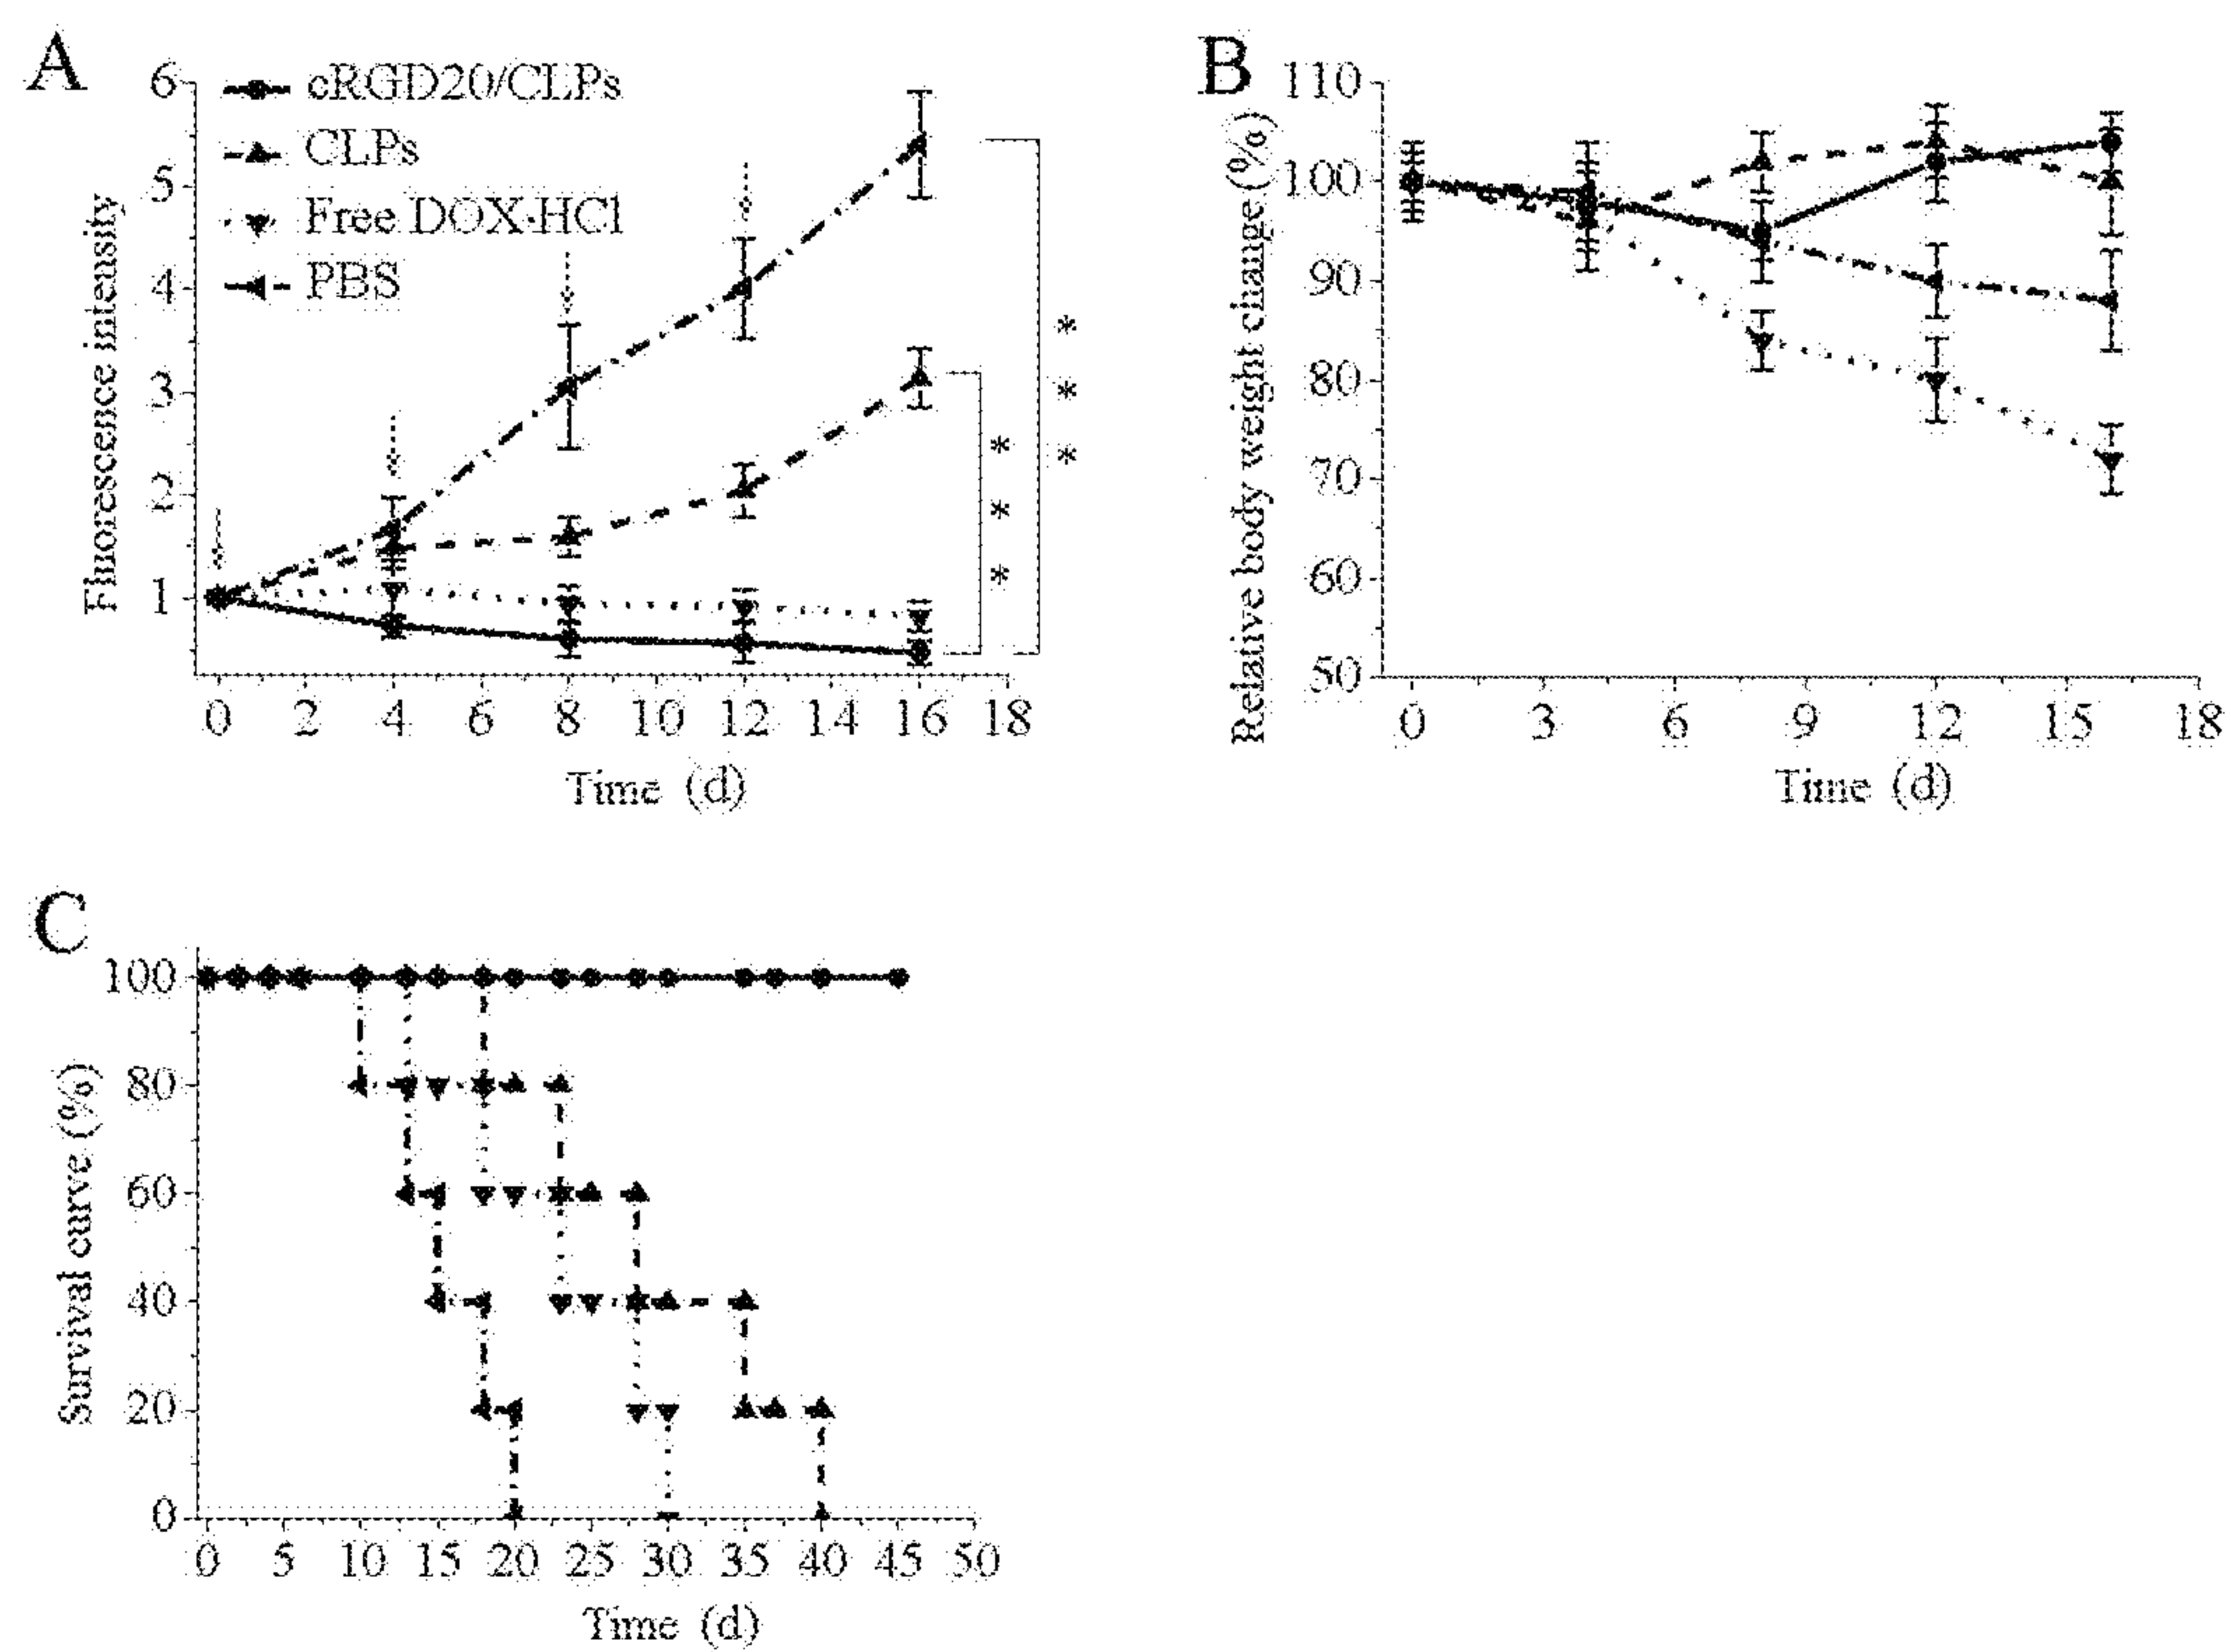 A
6
5
4
3
2
1
Fluorescence intensity
cRGD20/CLPs
CLPs
Free DOX·HCl
PBS
*
*
*
*
*
*
0 2 4 6 8 10 12 14 16 18
Time (d)
B
110
100
90
80
70
60
50
Relative body weight change (%)
0 3 6 9 12 15 18
Time (d)
C
100
80
60
40
20
0
Survival curve (%)
0 5 10 15 20 25 30 35 40 45 50
Time (d)